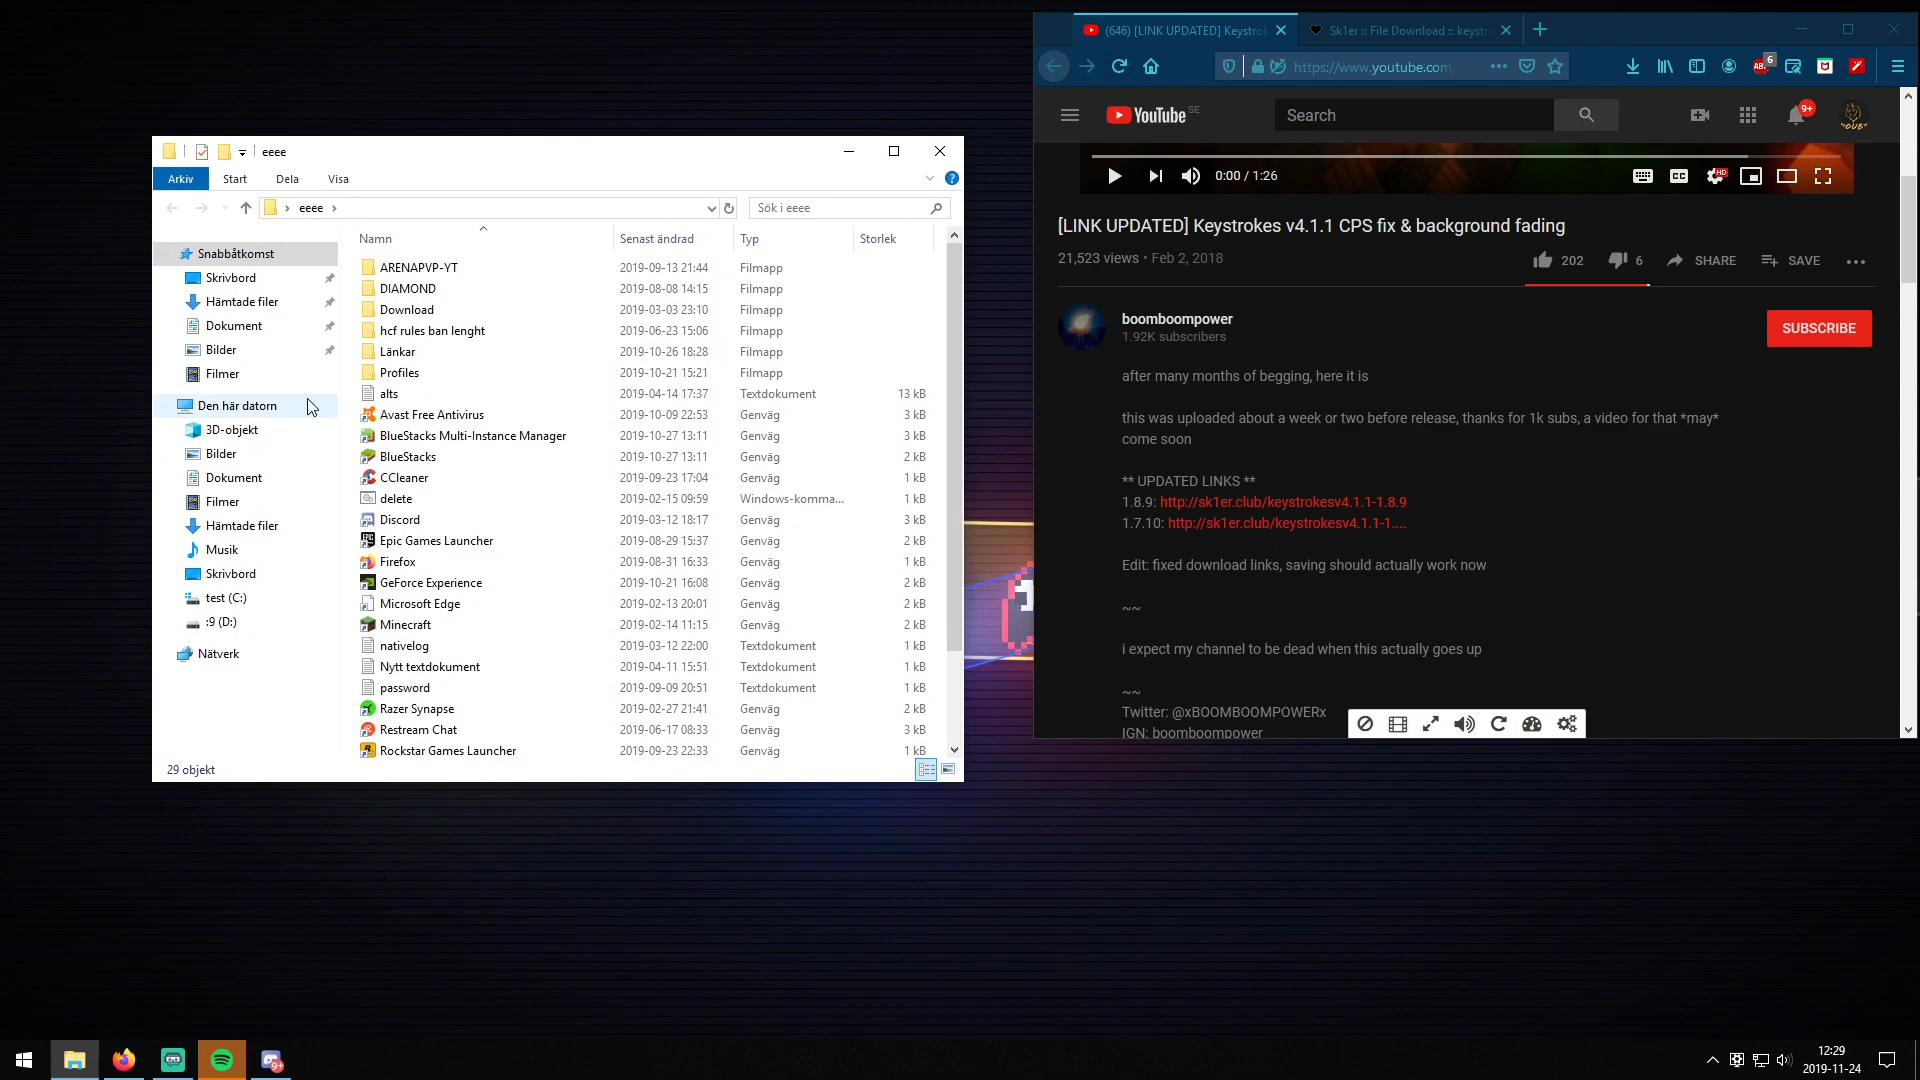 eeee
Arkiv Start Dela Visa
eeee
Sök i eeee
Namn Senast ändrad Typ Storlek
Snabbåtkomst
Skrivbord
Hämtade filer
Dokument
Bilder
Filmer
Den här datorn
3D-objekt
Bilder
Dokument
Filmer
Hämtade filer
Musik
Skrivbord
test (C:)
:9 (D:)
Nätverk
ARENAPVP-YT 2019-09-13 21:44 Filmapp
DIAMOND 2019-08-08 14:15 Filmapp
Download 2019-03-03 23:10 Filmapp
hcf rules ban lenght 2019-06-23 15:06 Filmapp
Länkar 2019-10-26 18:28 Filmapp
Profiles 2019-10-21 15:21 Filmapp
alts 2019-04-14 17:37 Textdokument 13 kB
Avast Free Antivirus 2019-10-09 22:53 Genväg 3 kB
BlueStacks Multi-Instance Manager 2019-10-27 13:11 Genväg 3 kB
BlueStacks 2019-10-27 13:11 Genväg 2 kB
CCleaner 2019-09-23 17:04 Genväg 1 kB
delete 2019-02-15 09:59 Windows-komma... 1 kB
Discord 2019-03-12 18:17 Genväg 3 kB
Epic Games Launcher 2019-08-29 15:37 Genväg 2 kB
Firefox 2019-08-31 16:33 Genväg 1 kB
GeForce Experience 2019-10-21 16:08 Genväg 2 kB
Microsoft Edge 2019-02-13 20:01 Genväg 2 kB
Minecraft 2019-02-14 11:15 Genväg 2 kB
nativelog 2019-03-12 22:00 Textdokument 1 kB
Nytt textdokument 2019-04-11 15:51 Textdokument 1 kB
password 2019-09-09 20:51 Textdokument 1 kB
Razer Synapse 2019-02-27 21:41 Genväg 2 kB
Restream Chat 2019-06-17 08:33 Genväg 3 kB
Rockstar Games Launcher 2019-09-23 22:33 Genväg 1 kB
29 objekt
(646) [LINK UPDATED] Keystrok
Sk1er :: File Download :: keystr
https://www.youtube.com
6
YouTube SE
Search
9+
0:00 / 1:26
CC
HD
[LINK UPDATED] Keystrokes v4.1.1 CPS fix & background fading
21,523 views • Feb 2, 2018
202 6 SHARE SAVE
boomboompower
1.92K subscribers
SUBSCRIBE
after many months of begging, here it is
this was uploaded about a week or two before release, thanks for 1k subs, a video for that *may*
come soon
** UPDATED LINKS **
1.8.9: http://sk1er.club/keystrokesv4.1.1-1.8.9
1.7.10: http://sk1er.club/keystrokesv4.1.1-1....
Edit: fixed download links, saving should actually work now
~~
i expect my channel to be dead when this actually goes up
~~
Twitter: @xBOOMBOOMPOWERx
IGN: boomboompower
9+
12:29
2019-11-24